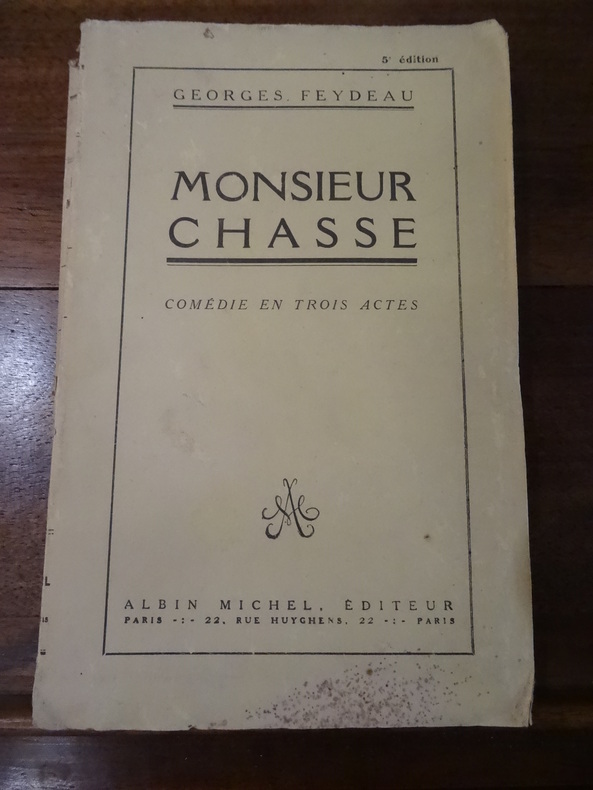 5e édition
GEORGES. FEYDEAU
MONSIEUR
CHASSE
COMÉDIE EN TROIS ACTES
ALBIN MICHEL, ÉDITEUR
PARIS -:- 22, RUE HUYGHENS, 22 -:- PARIS